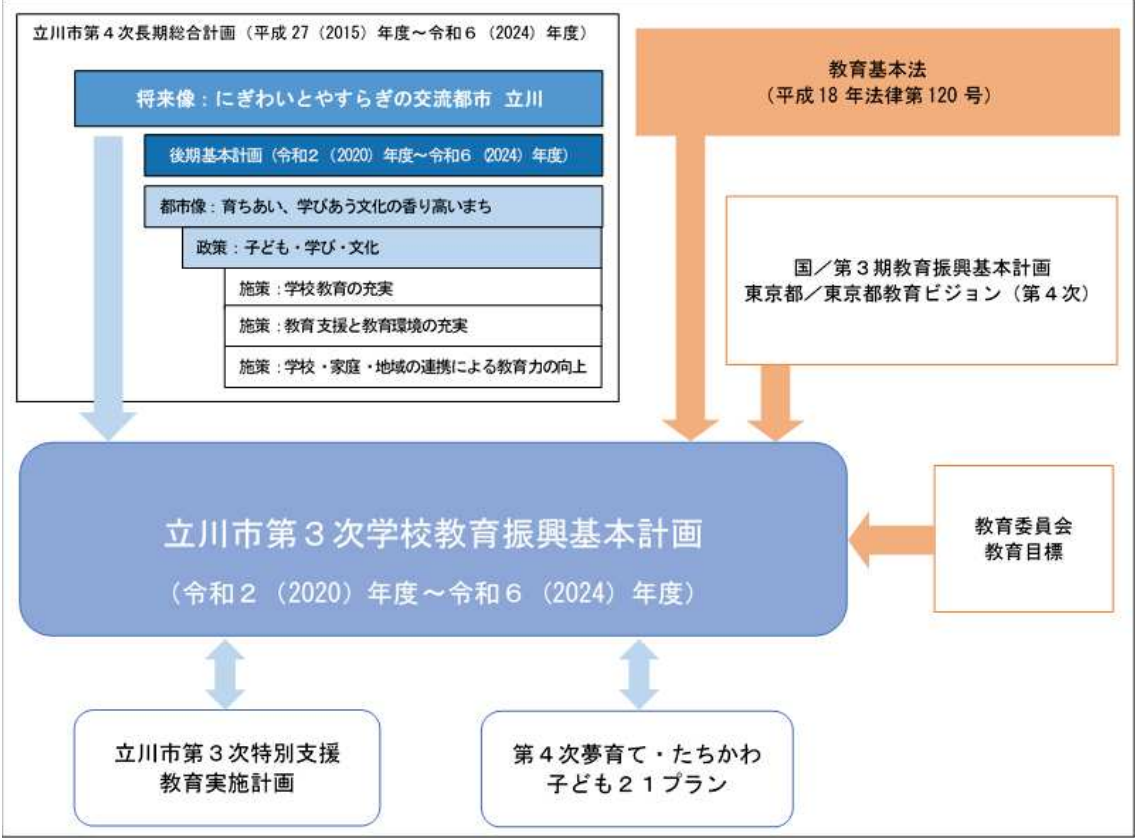 立川市第４次長期総合計画（平成27（2015）年度～令和６（2024）年度）
将来像：にぎわいとやすらぎの交流都市 立川
後期基本計画（令和２（2020）年度～令和６（2024）年度）
都市像：育ちあい、学びあう文化の香り高いまち
政策：子ども・学び・文化
施策：学校教育の充実
施策：教育支援と教育環境の充実
施策：学校・家庭・地域の連携による教育力の向上
教育基本法
（平成18年法律第120号）
国／第３期教育振興基本計画
東京都／東京都教育ビジョン（第４次）
立川市第３次学校教育振興基本計画
（令和２（2020）年度～令和６（2024）年度）
教育委員会
教育目標
立川市第３次特別支援
教育実施計画
第４次夢育て・たちかわ
子ども２１プラン